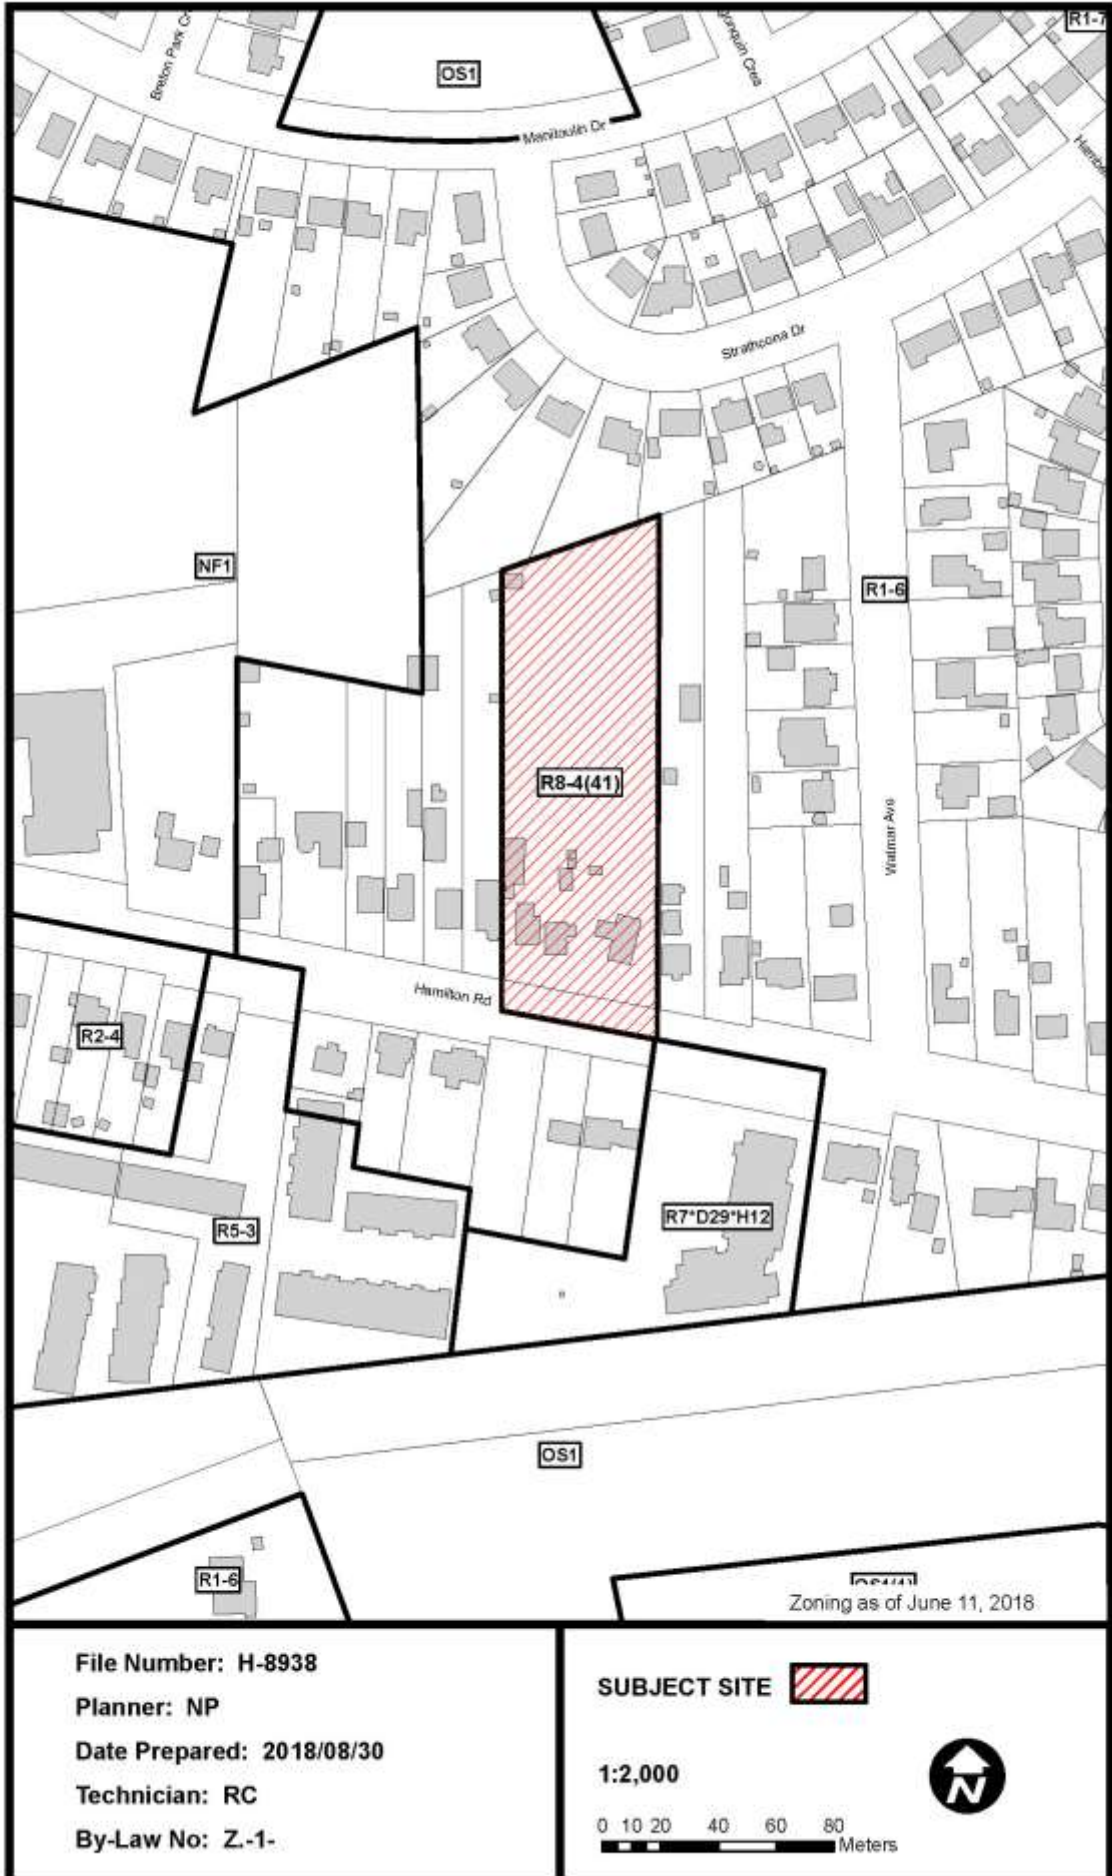 R1-7
Breton Park Cr
OS1
Manitoulin Dr
Strathcona Dr
NF1
R1-6
R8-4(41)
Walmar Ave
Hamilton Rd
R2-4
R7*D29*H12
R5-3
OS1
R1-6
Zoning as of June 11, 2018
File Number: H-8938
Planner: NP
Date Prepared: 2018/08/30
Technician: RC
By-Law No: Z.-1-
SUBJECT SITE
1:2,000
N
0 10 20 40 60 80
Meters